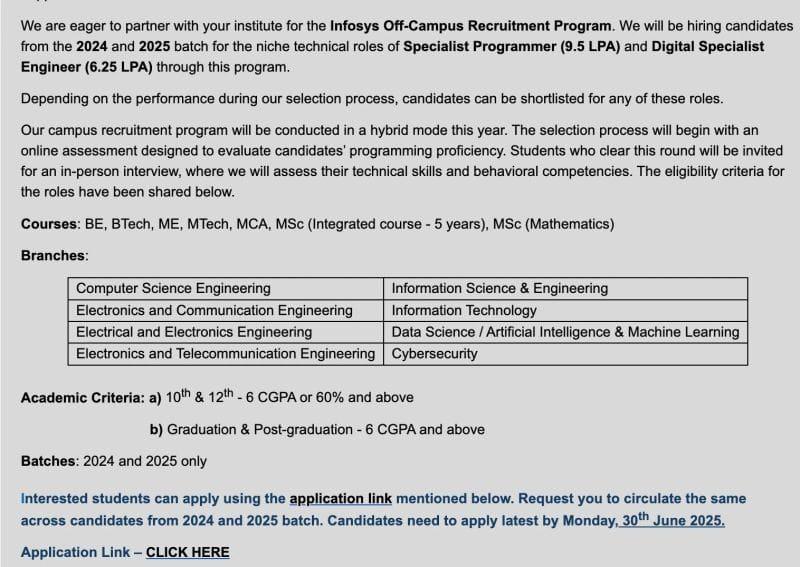 We are eager to partner with your institute for the Infosys Off-Campus Recruitment Program. We will be hiring candidates
from the 2024 and 2025 batch for the niche technical roles of Specialist Programmer (9.5 LPA) and Digital Specialist
Engineer (6.25 LPA) through this program.
Depending on the performance during our selection process, candidates can be shortlisted for any of these roles.
Our campus recruitment program will be conducted in a hybrid mode this year. The selection process will begin with an
online assessment designed to evaluate candidates' programming proficiency. Students who clear this round will be invited
for an in-person interview, where we will assess their technical skills and behavioral competencies. The eligibility criteria for
the roles have been shared below.
Courses: BE, BTech, ME, MTech, MCA, MSc (Integrated course - 5 years), MSc (Mathematics)
Branches:
Computer Science Engineering Information Science & Engineering
Electronics and Communication Engineering Information Technology
Electrical and Electronics Engineering Data Science / Artificial Intelligence & Machine Learning
Electronics and Telecommunication Engineering Cybersecurity
Academic Criteria: a) 10th & 12th - 6 CGPA or 60% and above
b) Graduation & Post-graduation - 6 CGPA and above
Batches: 2024 and 2025 only
Interested students can apply using the application link mentioned below. Request you to circulate the same
across candidates from 2024 and 2025 batch. Candidates need to apply latest by Monday, 30th June 2025.
Application Link – CLICK HERE